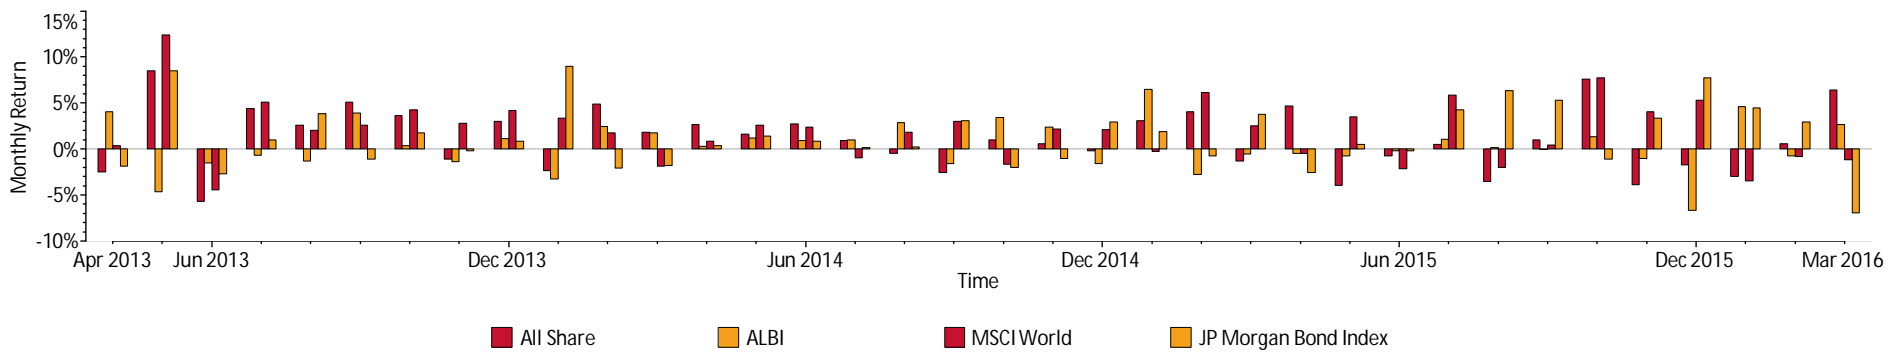 Monthly Return
15%
10%
5%
0%
-5%
-10%
Apr 2013 Jun 2013 Dec 2013 Jun 2014 Dec 2014 Jun 2015 Dec 2015 Mar 2016
Time
All Share ALBI MSCI World JP Morgan Bond Index